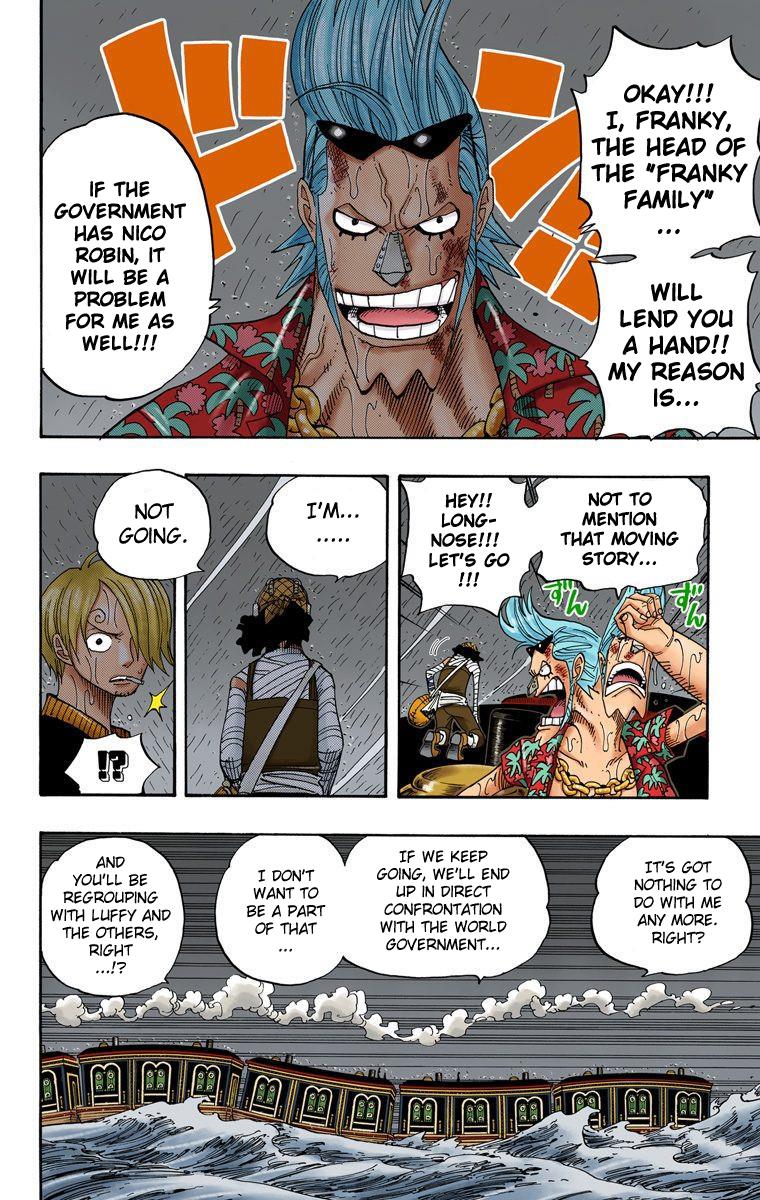 OKAY!!!
I, FRANKY,
THE HEAD OF
THE "FRANKY
FAMILY"
...
WILL
LEND YOU
A HAND!!
MY REASON
IS...
ドドン
IF THE
GOVERNMENT
HAS NICO
ROBIN, IT
WILL BE A
PROBLEM
FOR ME AS
WELL!!!
NOT TO
MENTION
THAT MOVING
STORY...
ずん
ずん
HEY!!
LONG-
NOSE!!!
LET'S GO
!!!
I'M...
.....
NOT
GOING.
!?
IT'S GOT
NOTHING TO
DO WITH ME
ANY MORE.
RIGHT?
IF WE KEEP
GOING, WE'LL END
UP IN DIRECT
CONFRONTATION
WITH THE WORLD
GOVERNMENT...
I DON'T
WANT TO
BE A PART
OF THAT
...
AND
YOU'LL BE
REGROUPING
WITH LUFFY AND
THE OTHERS,
RIGHT
...!?